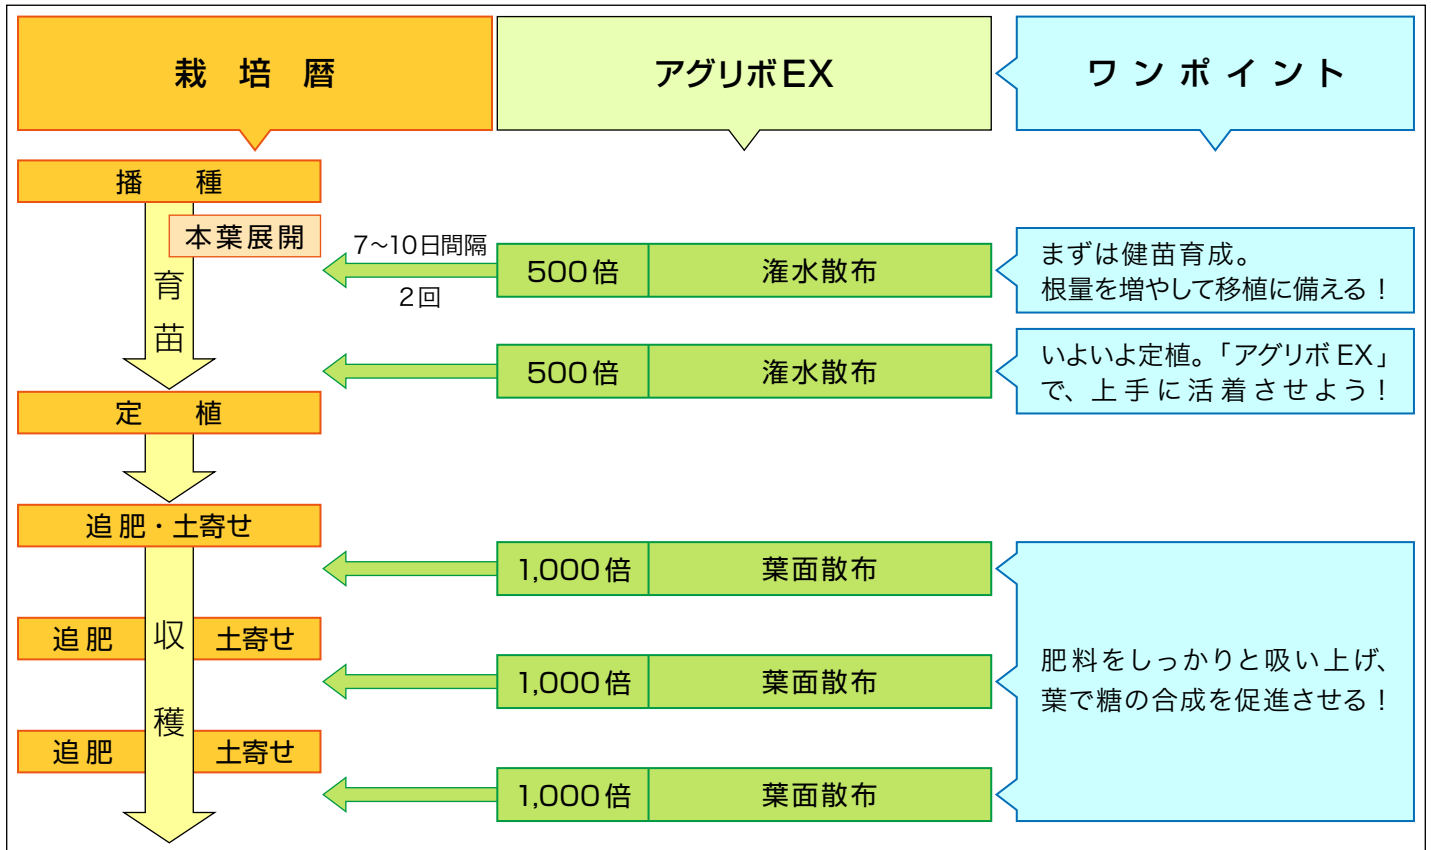 栽培暦
アグリボEX
ワンポイント
播種
本葉展開
育苗
7〜10日間隔
2回
500倍
潅水散布
まずは健苗育成。
根量を増やして移植に備える！
500倍
潅水散布
いよいよ定植。「アグリボEX」
で、上手に活着させよう！
定植
追肥・土寄せ
1,000倍
葉面散布
収穫
追肥
土寄せ
1,000倍
葉面散布
肥料をしっかりと吸い上げ、
葉で糖の合成を促進させる！
追肥
土寄せ
1,000倍
葉面散布